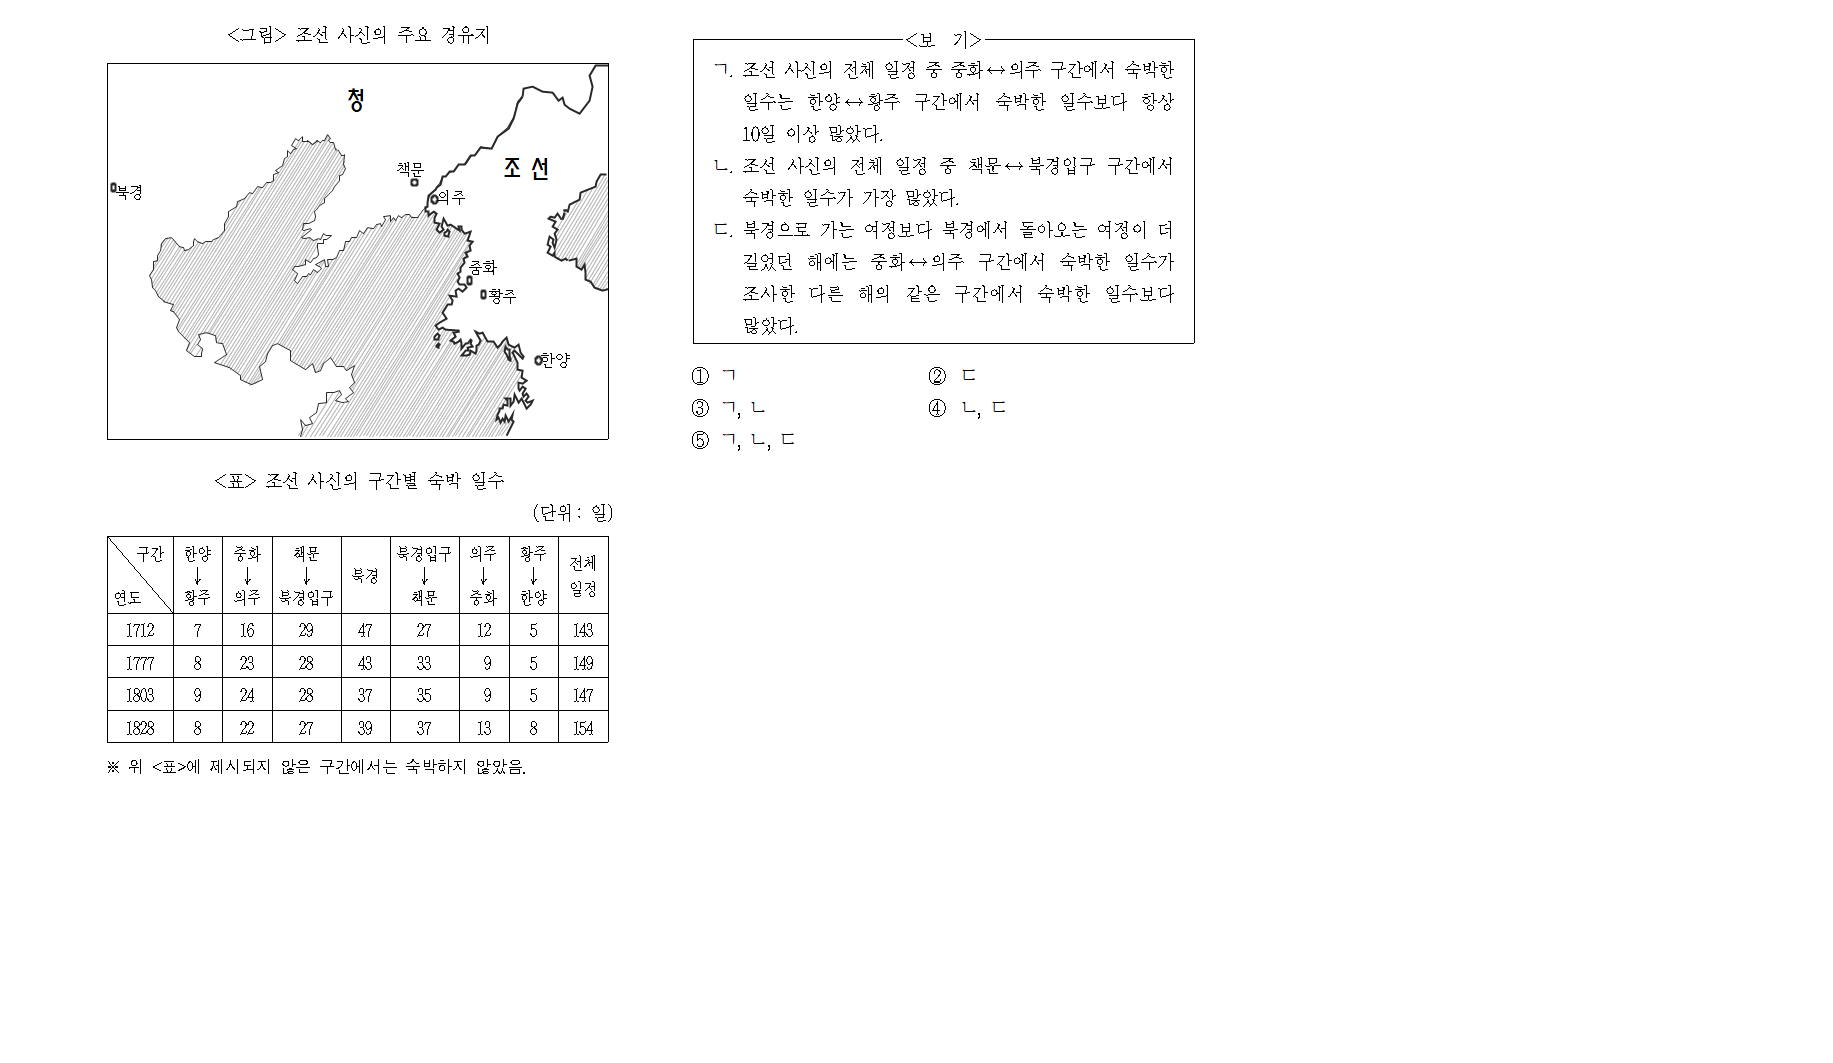 <그림> 조선 사신의 주요 경유지
청
조 선
책문
북경
의주
중화
황주
한양
<표> 조선 사신의 구간별 숙박 일수
(단위: 일)
구간 연도 한양 ↓ 황주 중화 ↓ 의주 책문 ↓ 북경입구 북경 북경입구 ↓ 책문 의주 ↓ 중화 황주 ↓ 한양 전체 일정
1712 7 16 29 47 27 12 5 143
1777 8 23 28 43 33 9 5 149
1803 9 24 28 37 35 9 5 147
1828 8 22 27 39 37 13 8 154
※ 위 <표>에 제시되지 않은 구간에서는 숙박하지 않았음.
<보 기>
ㄱ. 조선 사신의 전체 일정 중 중화↔의주 구간에서 숙박한
일수는 한양↔황주 구간에서 숙박한 일수보다 항상
10일 이상 많았다.
ㄴ. 조선 사신의 전체 일정 중 책문↔북경입구 구간에서
숙박한 일수가 가장 많았다.
ㄷ. 북경으로 가는 여정보다 북경에서 돌아오는 여정이 더
길었던 해에는 중화↔의주 구간에서 숙박한 일수가
조사한 다른 해의 같은 구간에서 숙박한 일수보다
많았다.
① ㄱ ② ㄷ
③ ㄱ, ㄴ ④ ㄴ, ㄷ
⑤ ㄱ, ㄴ, ㄷ